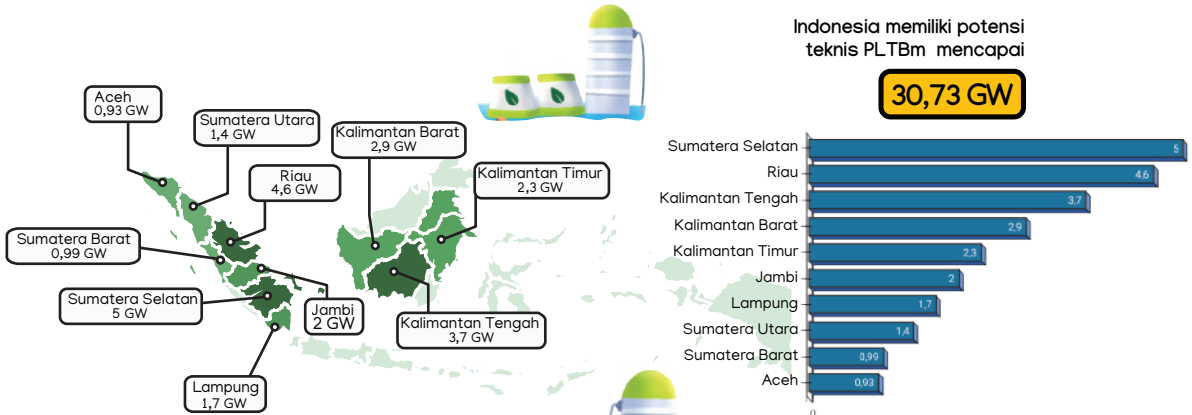 Indonesia memiliki potensi
teknis PLTBm mencapai
30,73 GW
Aceh
0,93 GW
Sumatera Utara
1,4 GW
Kalimantan Barat
2,9 GW
Riau
4,6 GW
Kalimantan Timur
2,3 GW
Sumatera Barat
0,99 GW
Sumatera Selatan
5 GW
Jambi
2 GW
Kalimantan Tengah
3,7 GW
Lampung
1,7 GW
Sumatera Selatan 5
Riau 4.6
Kalimantan Tengah 3,7
Kalimantan Barat 2,9
Kalimantan Timur 2,3
Jambi 2
Lampung 1,7
Sumatera Utara 1,4
Sumatera Barat 0,99
Aceh 0,93
0